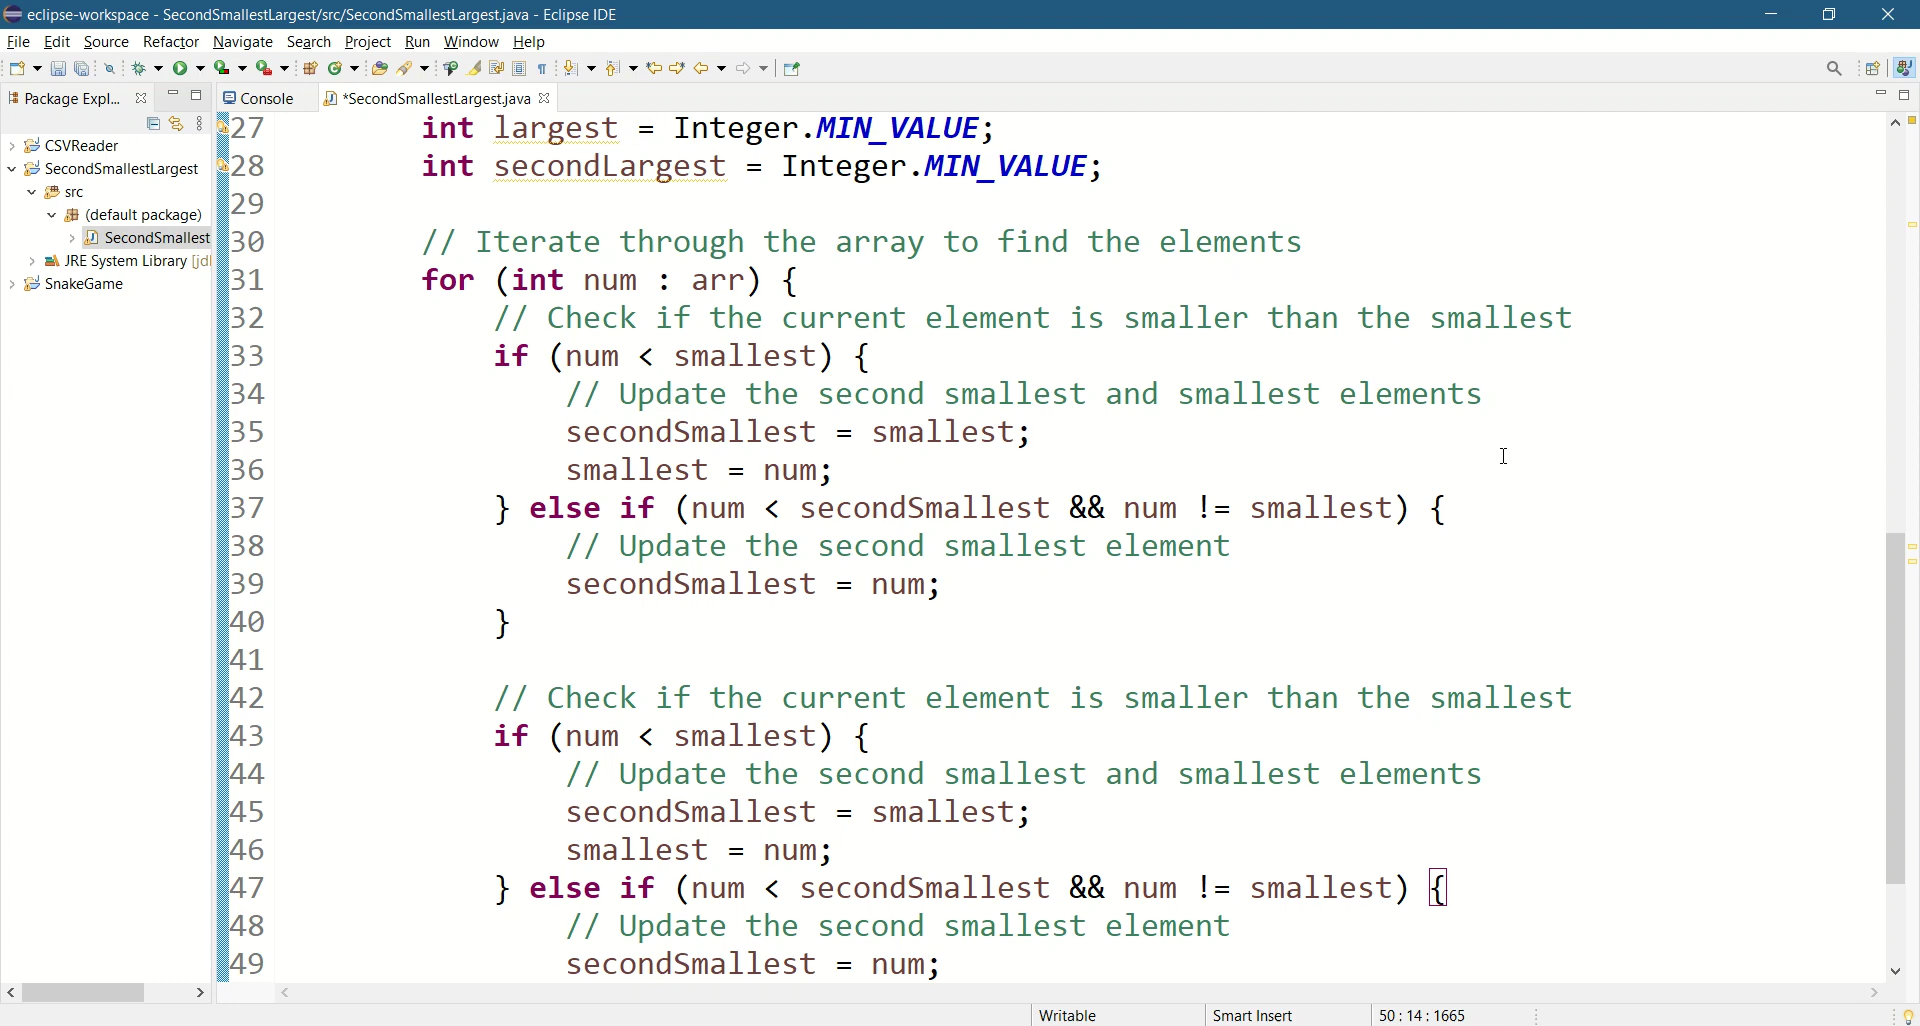 eclipse-workspace - SecondSmallestLargest/src/SecondSmallestLargest.java - Eclipse IDE
File Edit Source Refactor Navigate Search Project Run Window Help
Package Expl...
Console
*SecondSmallestLargest.java
CSVReader
SecondSmallestLargest
src
(default package)
SecondSmallest
JRE System Library [jdl
SnakeGame
27 int largest = Integer.MIN_VALUE;
28 int secondLargest = Integer.MIN_VALUE;
29
30 // Iterate through the array to find the elements
31 for (int num : arr) {
32 // Check if the current element is smaller than the smallest
33 if (num < smallest) {
34 // Update the second smallest and smallest elements
35 secondSmallest = smallest;
36 smallest = num;
37 } else if (num < secondSmallest && num != smallest) {
38 // Update the second smallest element
39 secondSmallest = num;
40 }
41
42 // Check if the current element is smaller than the smallest
43 if (num < smallest) {
44 // Update the second smallest and smallest elements
45 secondSmallest = smallest;
46 smallest = num;
47 } else if (num < secondSmallest && num != smallest) {
48 // Update the second smallest element
49 secondSmallest = num;
Writable Smart Insert 50 : 14 : 1665